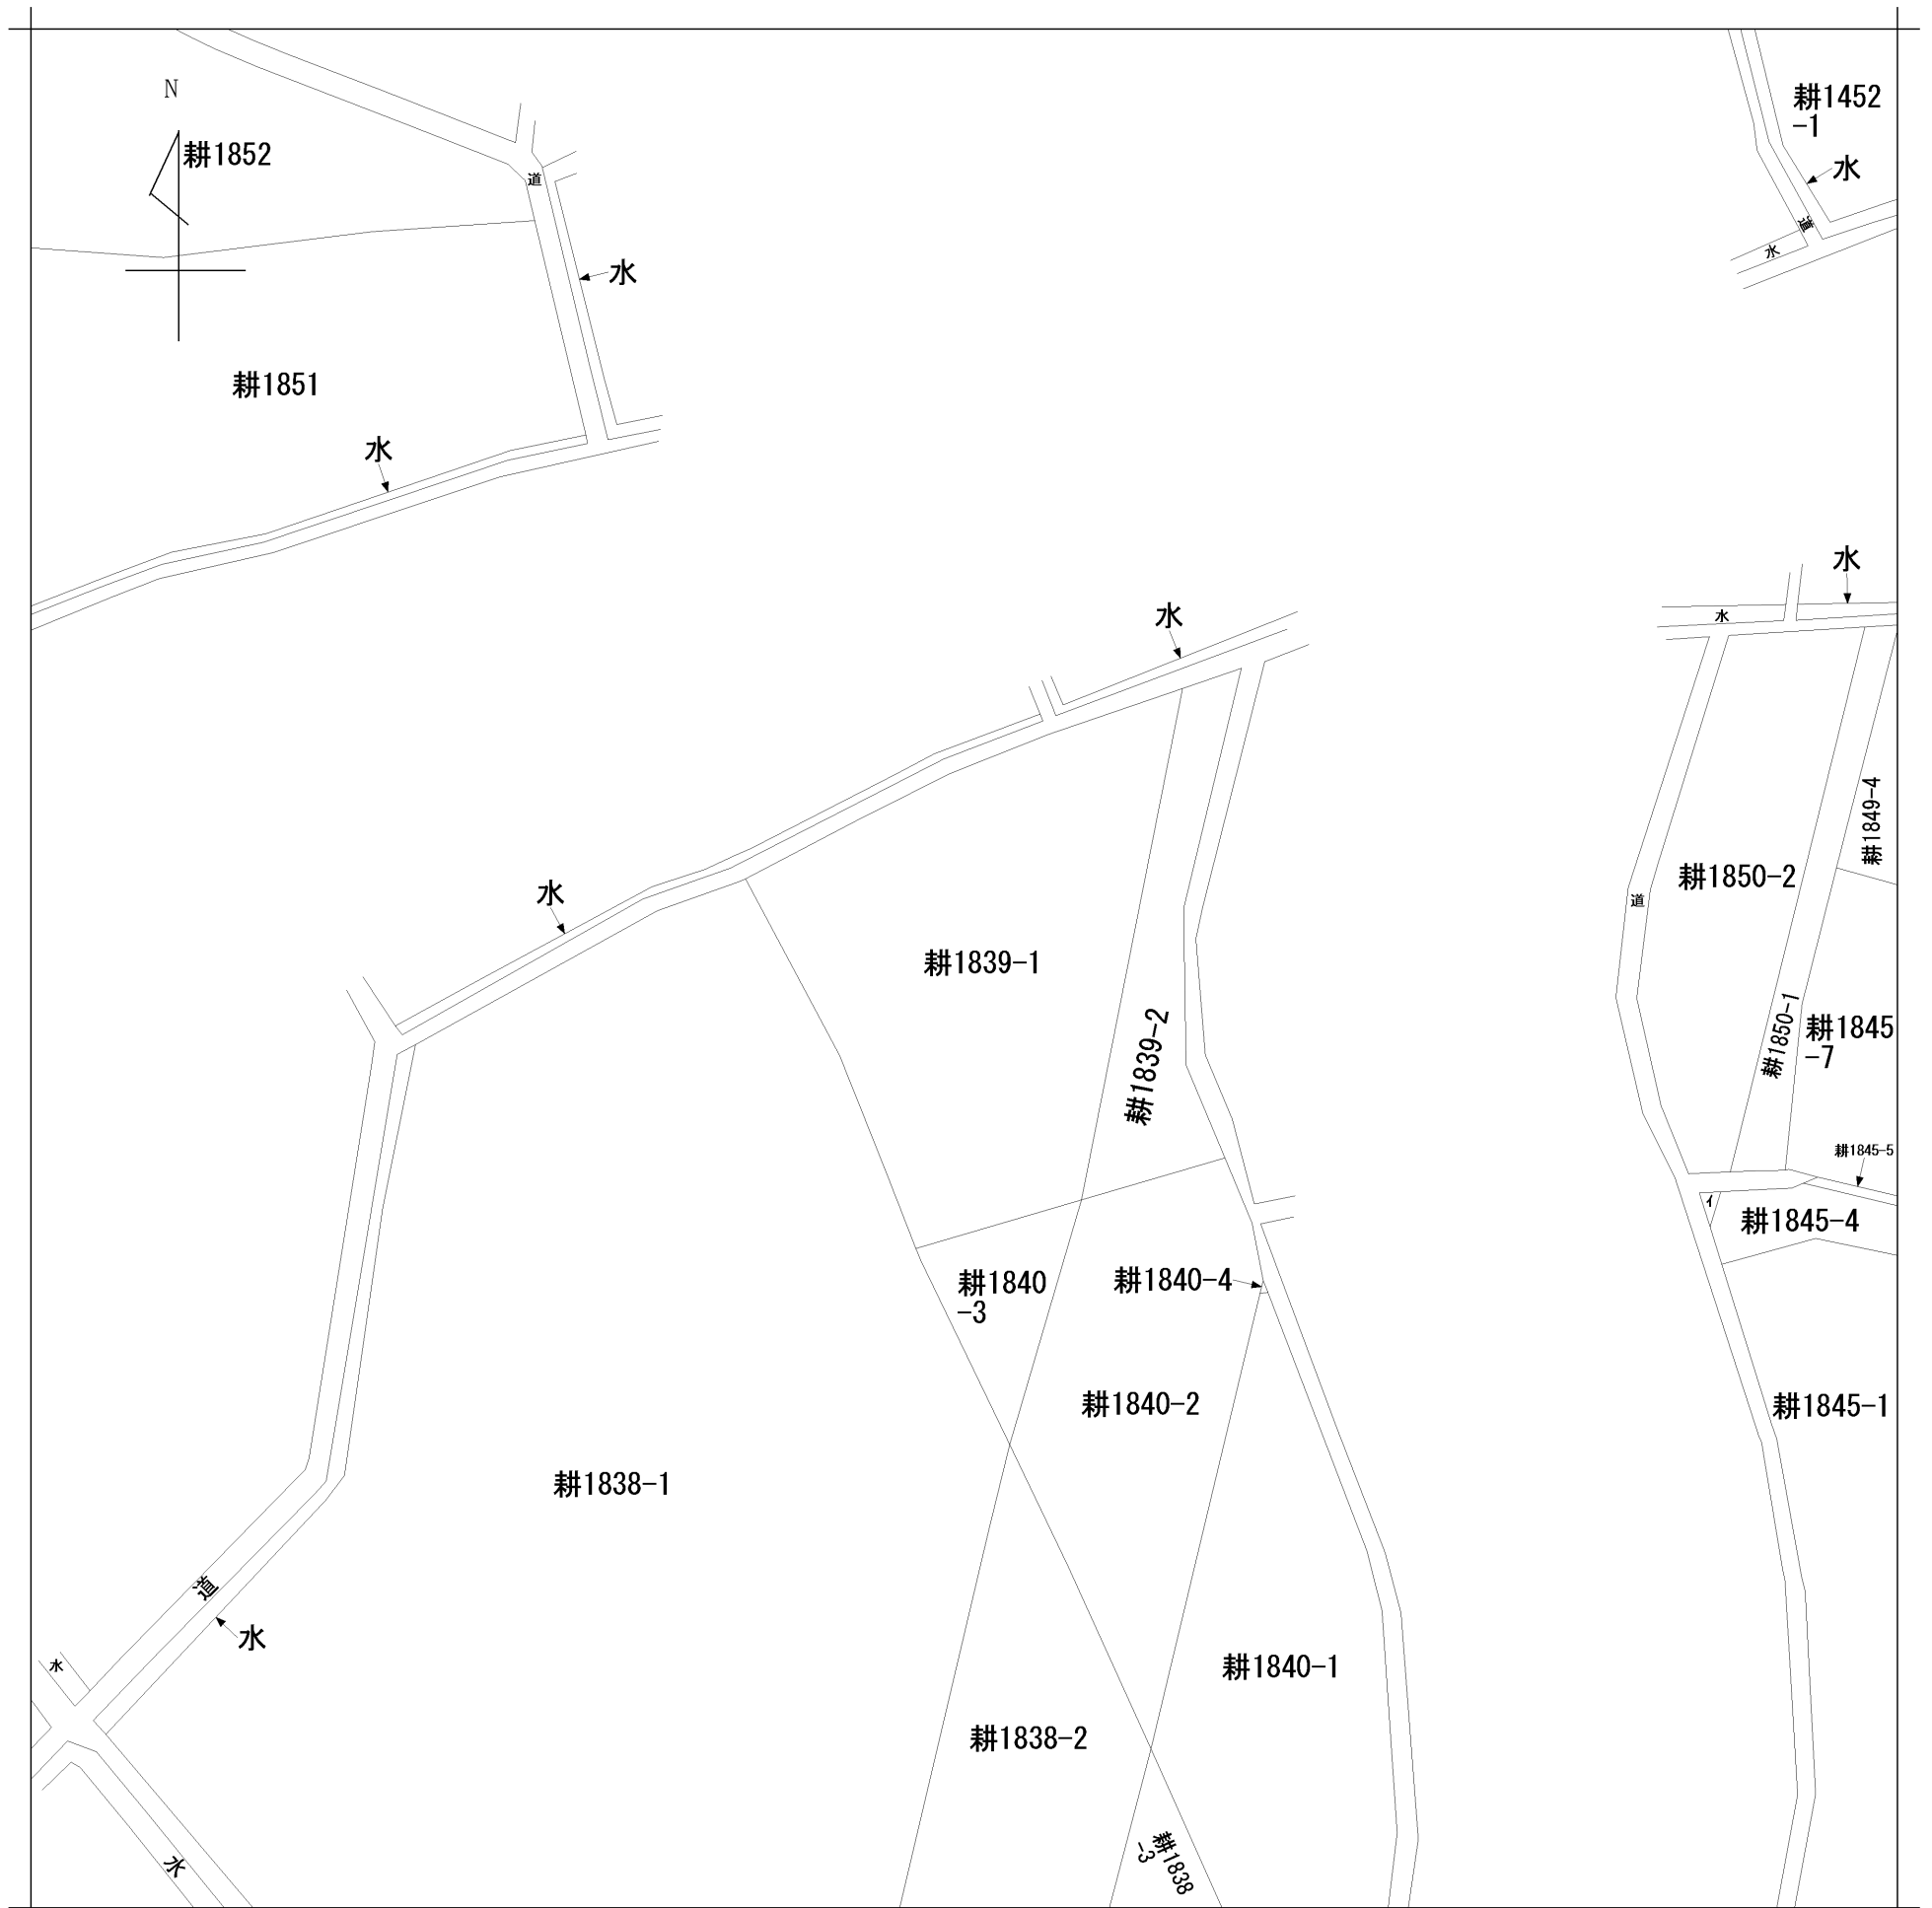 N
耕1452
-1
耕1852
水
道
道
水
水
耕1851
水
水
水
水
耕1849-4
耕1850-2
水
道
耕1839-1
耕1850-1
耕1839-2
耕1845
-7
耕1845-5
イ
耕1845-4
耕1840
-3
耕1840-4
耕1840-2
耕1845-1
耕1838-1
道
水
水
耕1840-1
耕1838-2
水
耕1838
-3